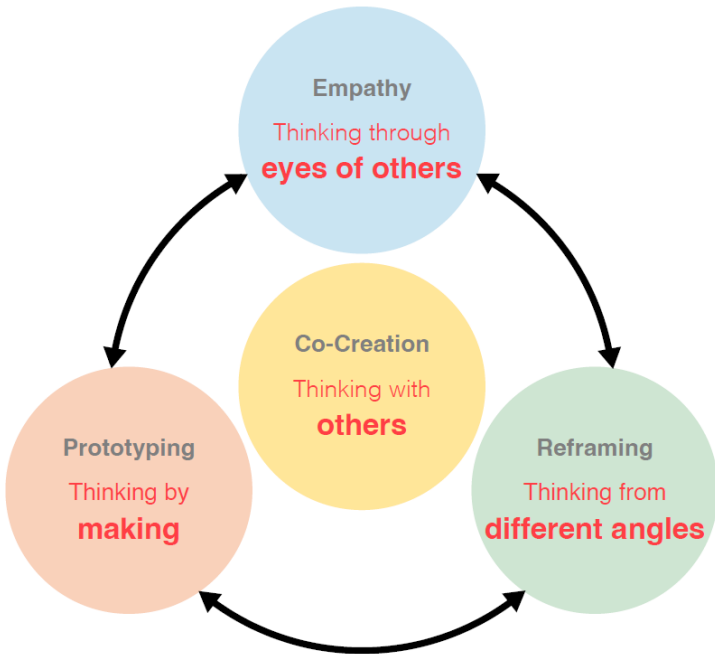 Empathy
Thinking through
eyes of others
Co-Creation
Thinking with
others
Prototyping
Thinking by
making
Reframing
Thinking from
different angles